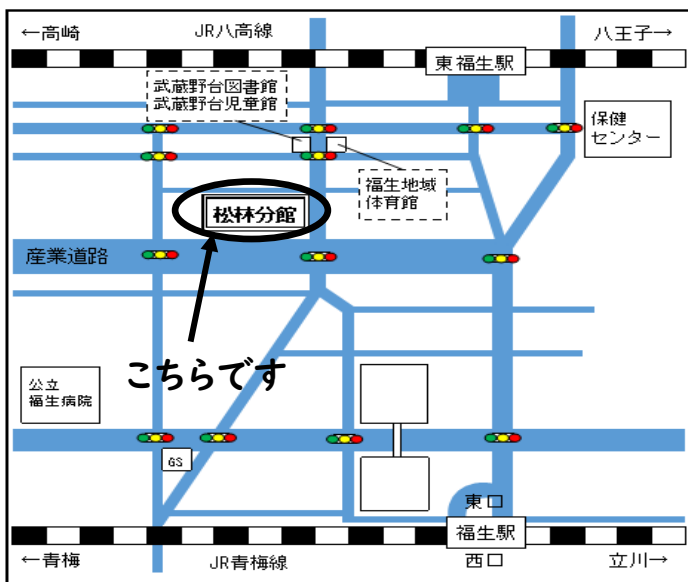 ←高崎
JR八高線
八王子→
東福生駅
武蔵野台図書館
武蔵野台児童館
保健
センター
福生地域
体育館
松林分館
産業道路
こちらです
公立
福生病院
GS
東口
福生駅
←青梅
JR青梅線
西口
立川→